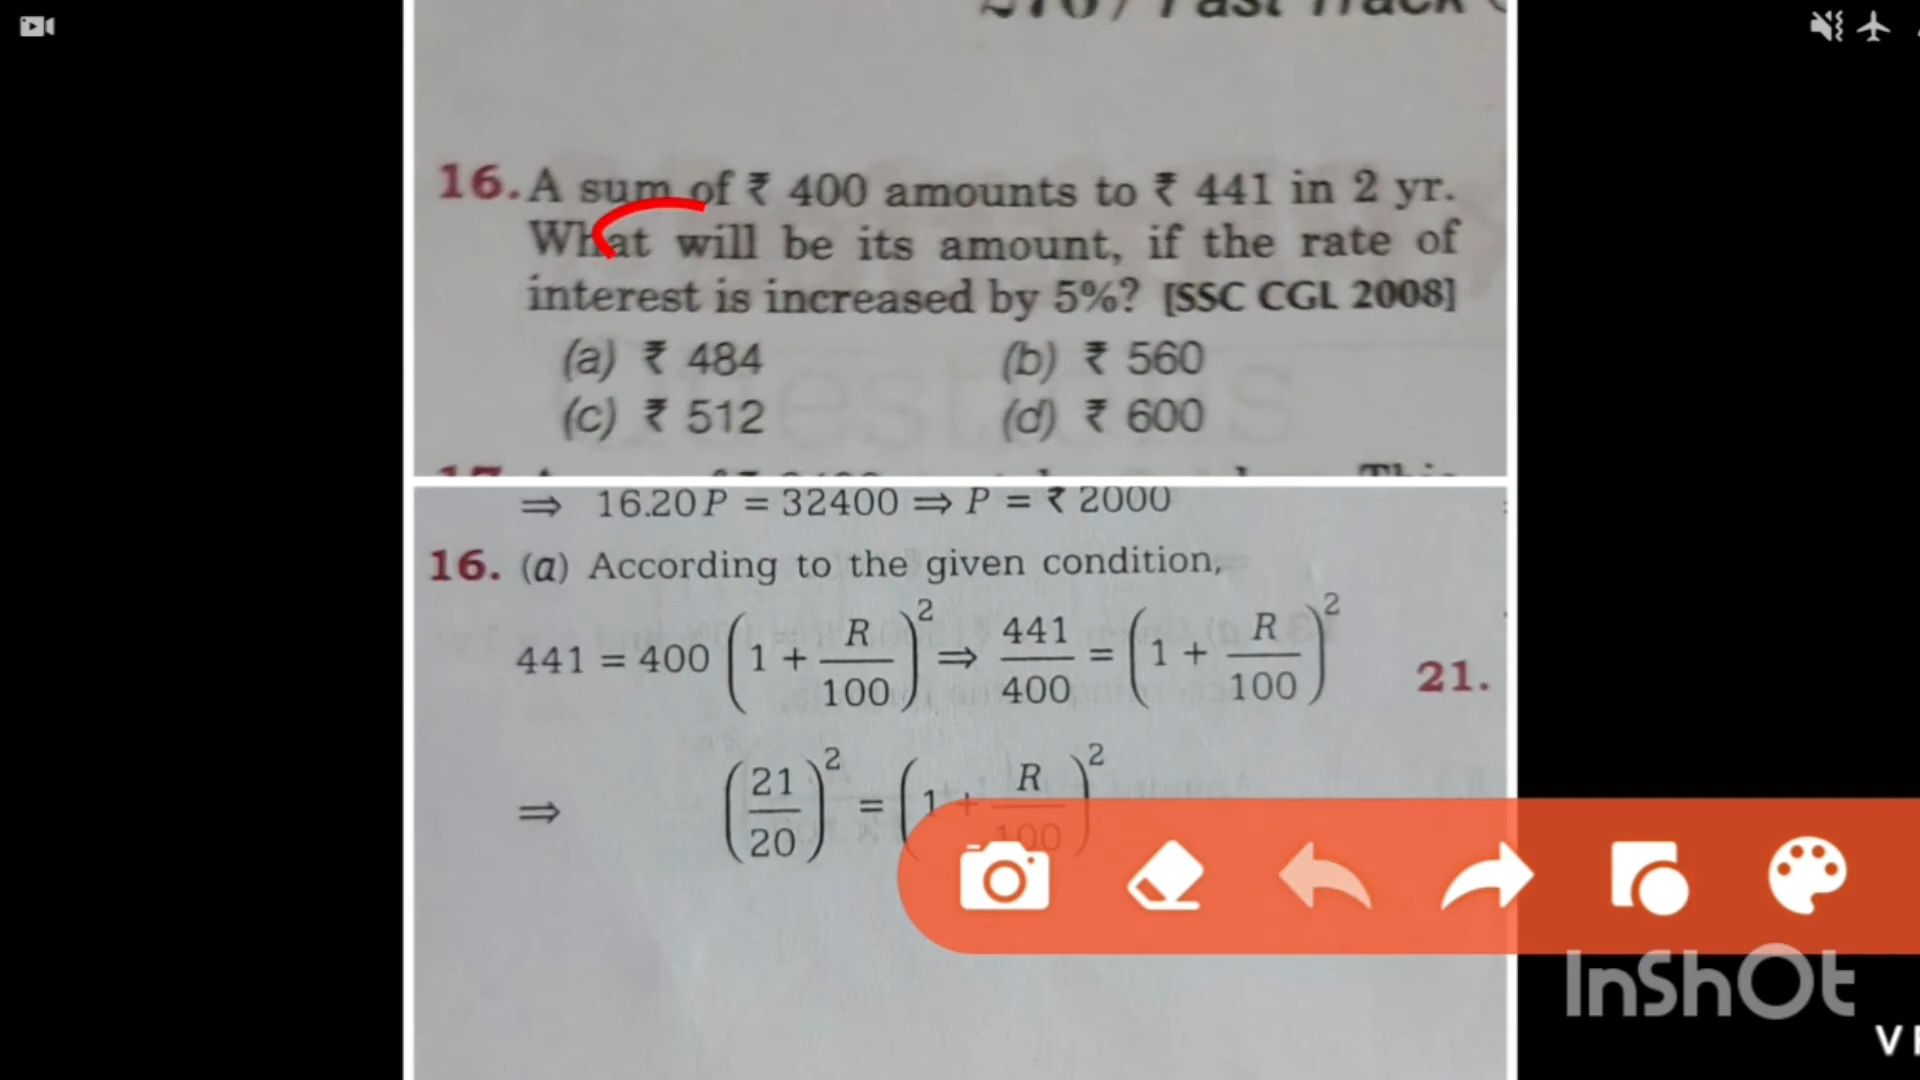 16. A sum of ₹ 400 amounts to ₹ 441 in 2 yr.
What will be its amount, if the rate of
interest is increased by 5%? [SSC CGL 2008]
(a) ₹ 484 (b) ₹ 560
(c) ₹ 512 (d) ₹ 600
⇒ 16.20 P = 32400 ⇒ P = ₹ 2000
16. (a) According to the given condition,
441 = 400 (1 + R/100)² ⇒ 441/400 = (1 + R/100)²
21.
⇒ (21/20)² = (1 + R/100)²
InShOt